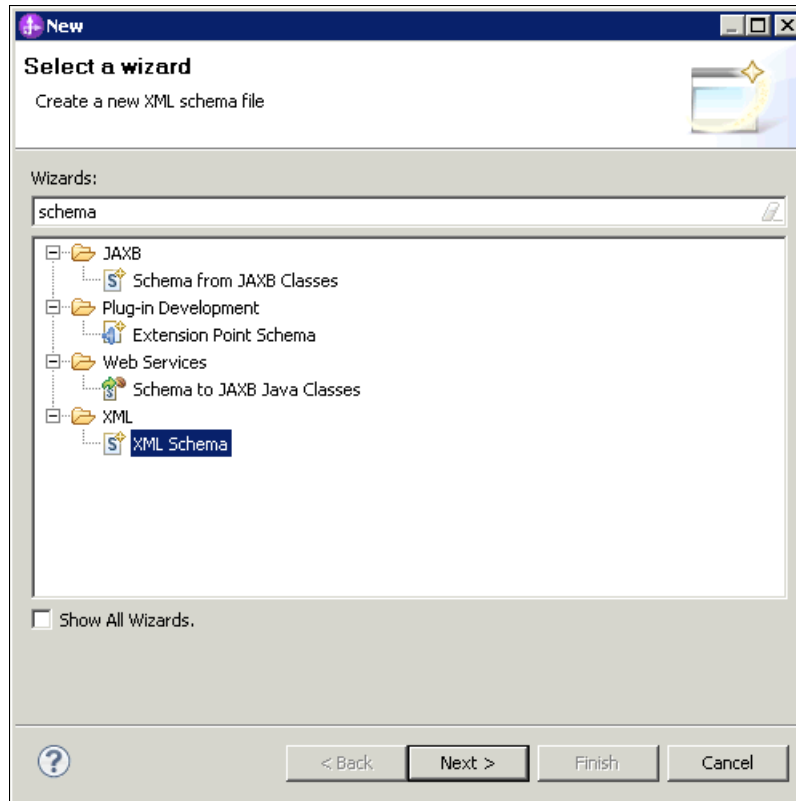 New
Select a wizard
Create a new XML schema file
Wizards:
schema
JAXB
Schema from JAXB Classes
Plug-in Development
Extension Point Schema
Web Services
Schema to JAXB Java Classes
XML
XML Schema
Show All Wizards.
< Back Next > Finish Cancel